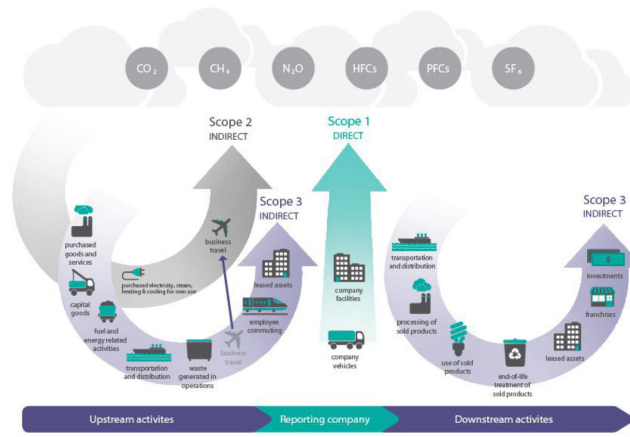 CO₂ CH₄ N₂O HFCs PFCs SF₆
Scope 2
INDIRECT
Scope 1
DIRECT
Scope 3
INDIRECT
Scope 3
INDIRECT
purchased
goods and
services
capital
goods
fuel and
energy related
activities
purchased electricity, steam,
heating & cooling for own use
transportation
and distribution
waste
generated in
operations
business
travel
business
travel
employee
commuting
leased assets
company
facilities
company
vehicles
transportation
and distribution
processing of
sold products
use of sold
products
end-of-life
treatment of
sold products
leased assets
franchises
investments
Upstream activites
Reporting company
Downstream activites